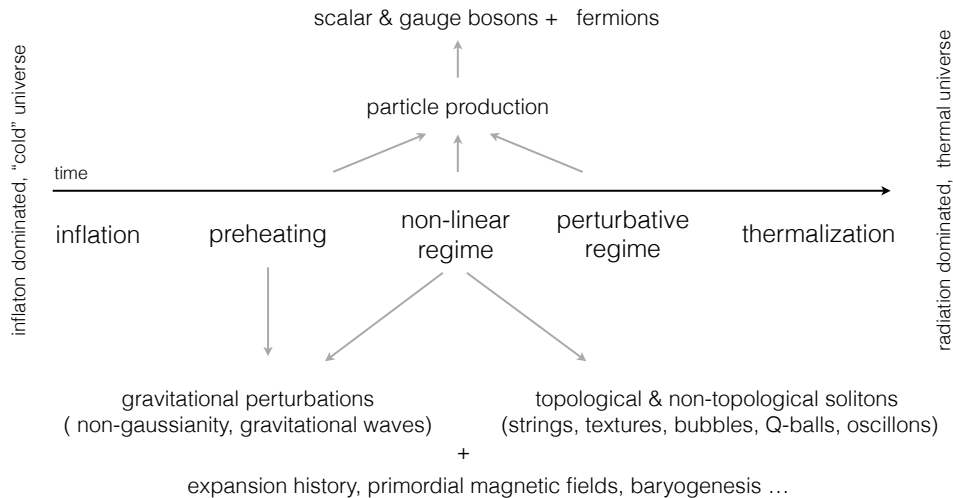 scalar & gauge bosons + fermions
particle production
inflaton dominated, “cold” universe
radiation dominated, thermal universe
time
inflation
preheating
non-linear
regime
perturbative
regime
thermalization
gravitational perturbations
( non-gaussianity, gravitational waves)
topological & non-topological solitons
(strings, textures, bubbles, Q-balls, oscillons)
+
expansion history, primordial magnetic fields, baryogenesis ...